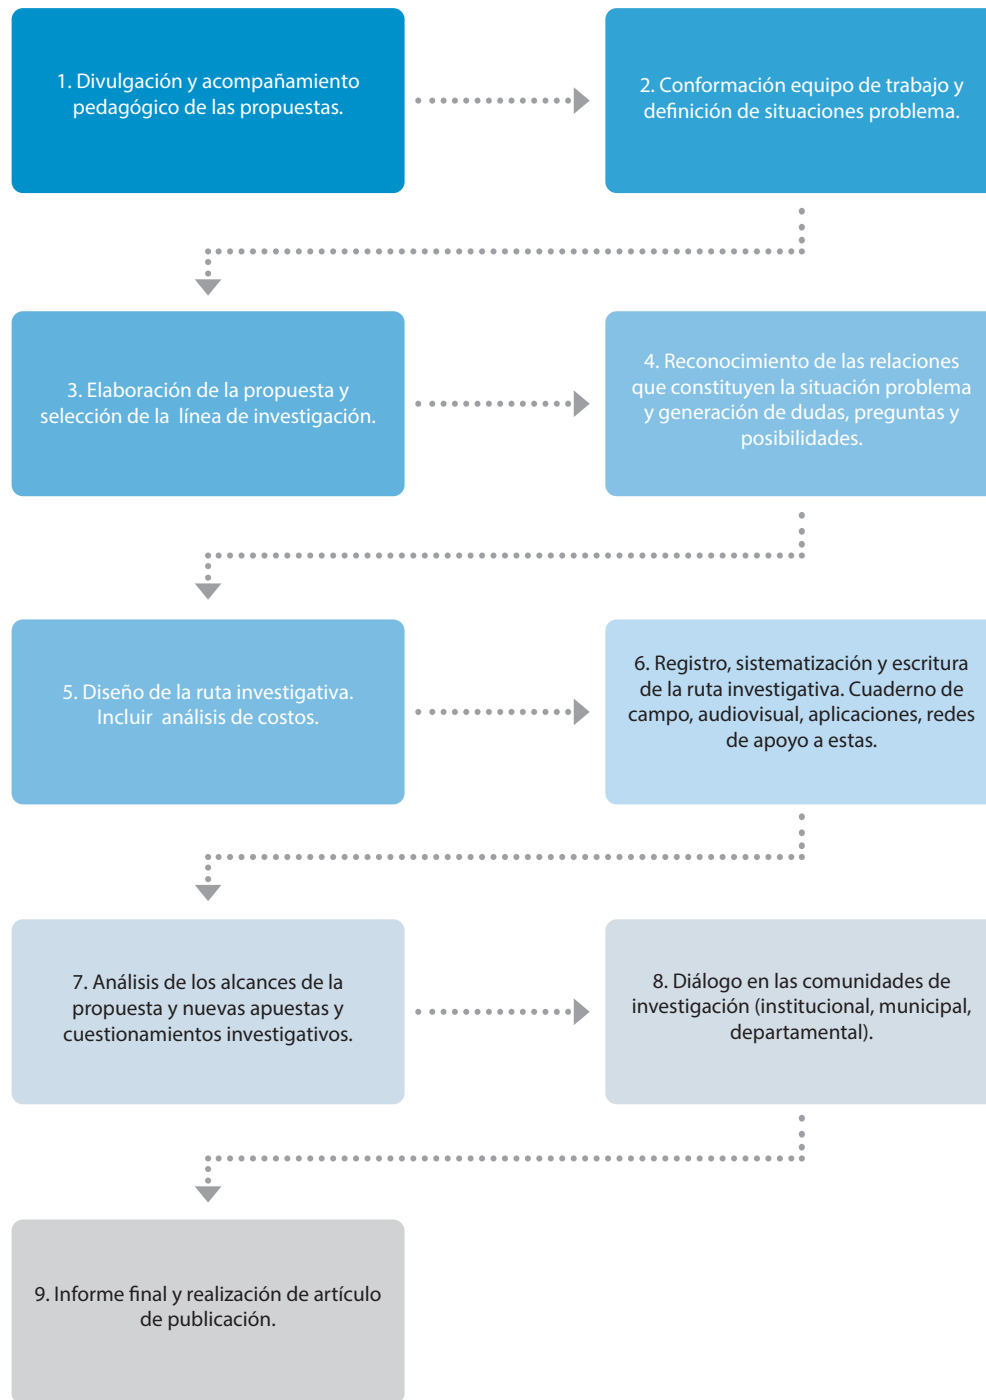 1. Divulgación y acompañamiento
pedagógico de las propuestas.
2. Conformación equipo de trabajo y
definición de situaciones problema.
3. Elaboración de la propuesta y
selección de la  línea de investigación.
4. Reconocimiento de las relaciones
que constituyen la situación problema
y generación de dudas, preguntas y
posibilidades.
5. Diseño de la ruta investigativa.
Incluir  análisis de costos.
6. Registro, sistematización y escritura
de la ruta investigativa. Cuaderno de
campo, audiovisual, aplicaciones, redes
de apoyo a estas.
7. Análisis de los alcances de la
propuesta y nuevas apuestas y
cuestionamientos investigativos.
8. Diálogo en las comunidades de
investigación (institucional, municipal,
departamental).
9. Informe final y realización de artículo
de publicación.